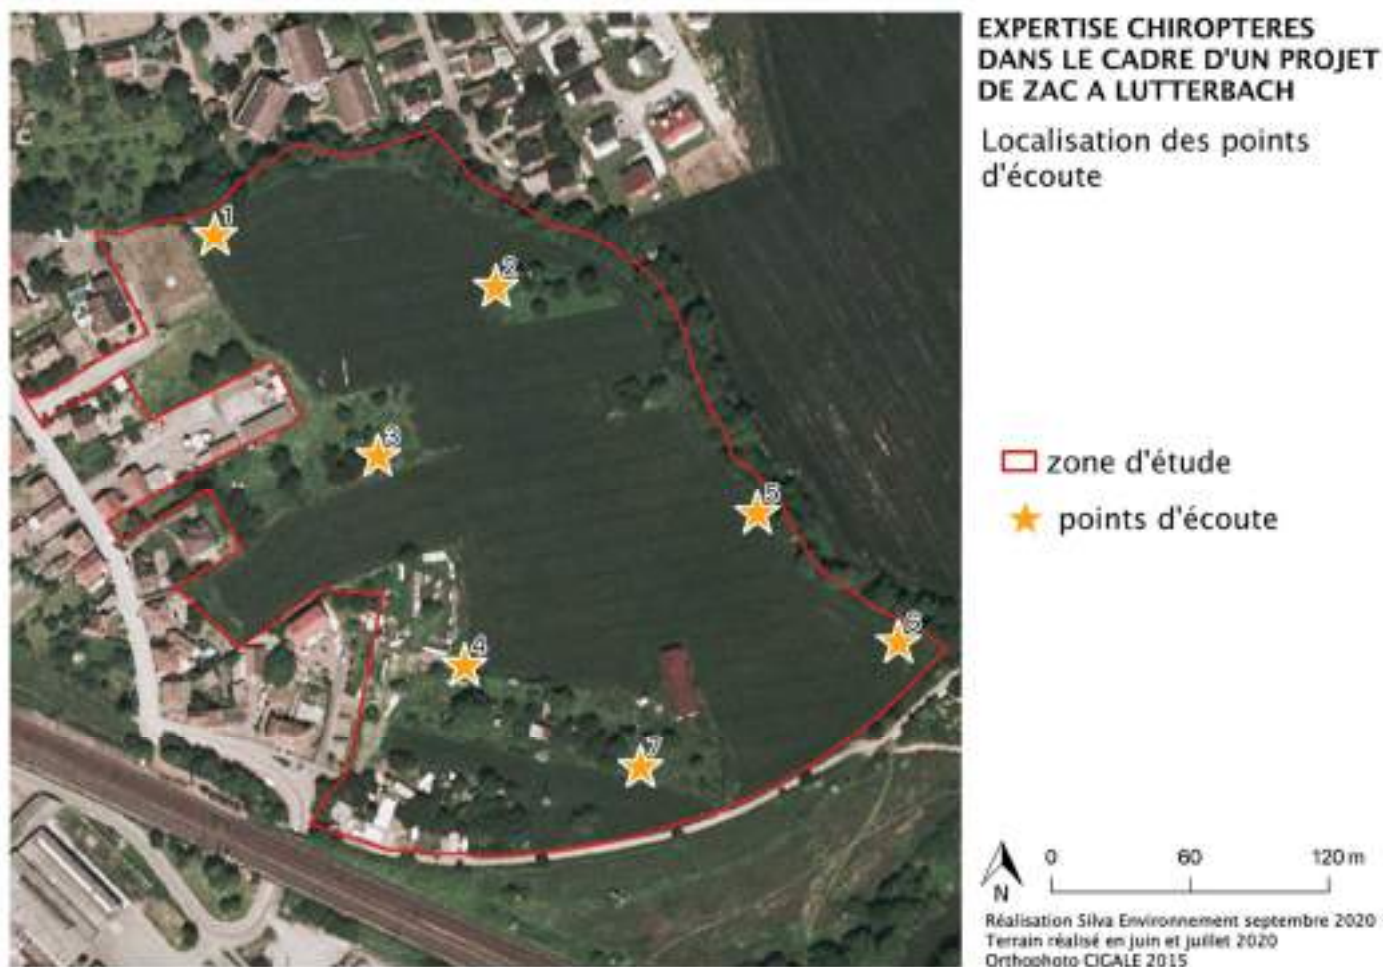 EXPERTISE CHIROPTERES
DANS LE CADRE D'UN PROJET
DE ZAC A LUTTERBACH
Localisation des points
d'écoute
1
2
3
5
6
4
7
zone d'étude
points d'écoute
0 60 120 m
N
Réalisation Silva Environnement septembre 2020
Terrain réalisé en juin et juillet 2020
Orthophoto CIGALE 2015